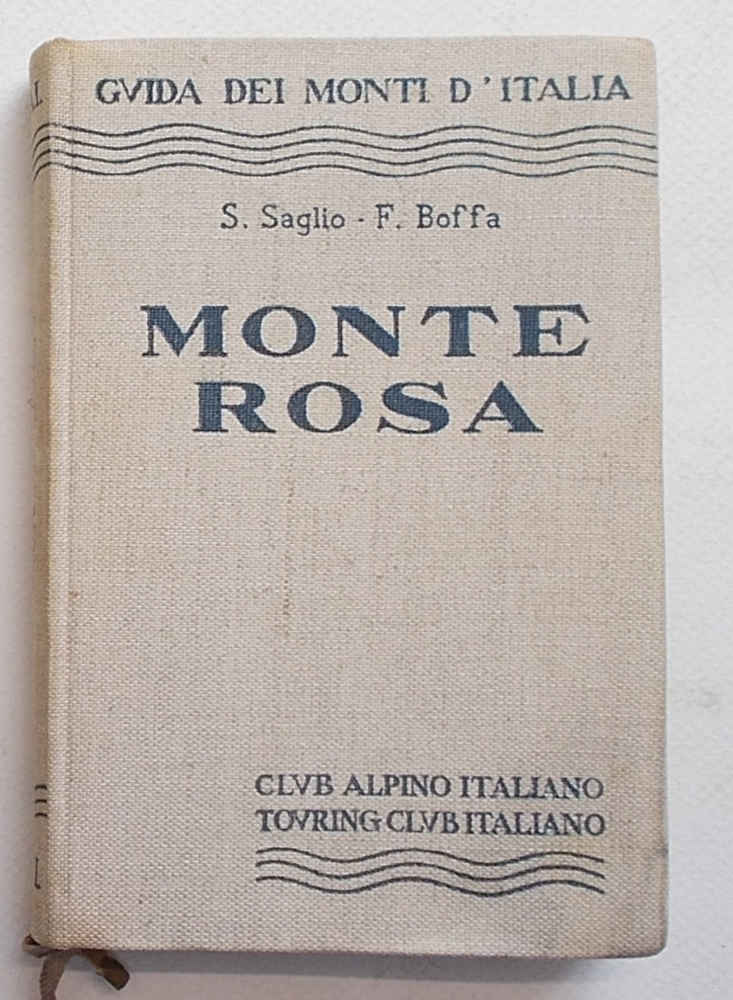 GVIDA DEI MONTI D'ITALIA
S. Saglio - F. Boffa
MONTE
ROSA
CLVB ALPINO ITALIANO
TOVRING CLVB ITALIANO